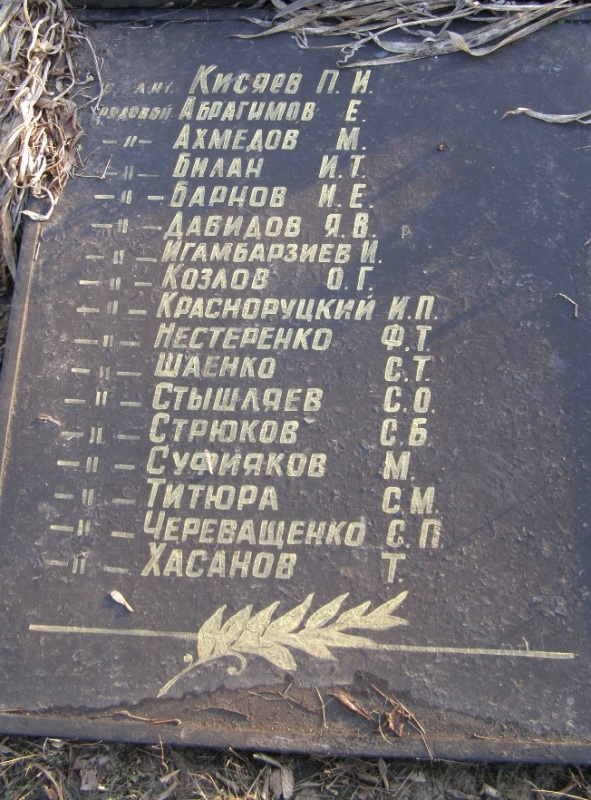 Кисяев П. И.
рядовой Абрагимов Е.
–"– Ахмедов М.
–"– Билан И.Т.
–"– Барнов И.Е.
–"– Давидов Я.В.
–"– Игамбарзиев И.
–"– Козлов О.Г.
–"– Красноруцкий И.П.
–"– Нестеренко Ф.Т.
–"– Шаенко С.Т.
–"– Стышляев С.О.
–"– Стрюков С.Б
–"– Суфияков М.
–"– Титюра С.М.
–"– Череващенко С.П.
–"– Хасанов Т.